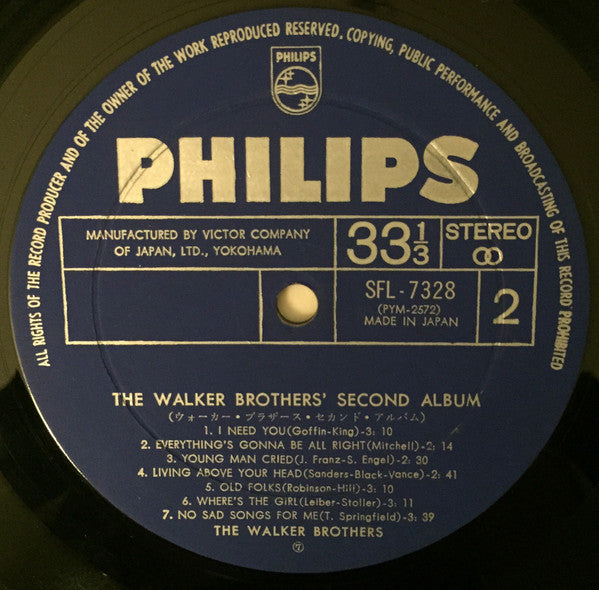 ALL RIGHTS OF THE RECORD PRODUCER AND OF THE OWNER OF THE WORK REPRODUCED RESERVED. COPYING, PUBLIC PERFORMANCE AND BROADCASTING OF THIS RECORD PROHIBITED
PHILIPS
PHILIPS
MANUFACTURED BY VICTOR COMPANY
OF JAPAN, LTD., YOKOHAMA
33 1/3
STEREO
SFL-7328
(PYM-2572)
MADE IN JAPAN
2
THE WALKER BROTHERS' SECOND ALBUM
(ウォーカー・ブラザース・セカンド・アルバム)
1. I NEED YOU(Goffin-King)-3: 10
2. EVERYTHING'S GONNA BE ALL RIGHT(Mitchell)-2: 14
3. YOUNG MAN CRIED(J. Franz-S. Engel)-2: 30
4. LIVING ABOVE YOUR HEAD(Sanders-Black-Vance)-2: 41
5. OLD FOLKS(Robinson-Hill)-3: 10
6. WHERE'S THE GIRL(Leiber-Stoller)-3: 11
7. NO SAD SONGS FOR ME(T. Springfield)-3: 39
THE WALKER BROTHERS
⑦